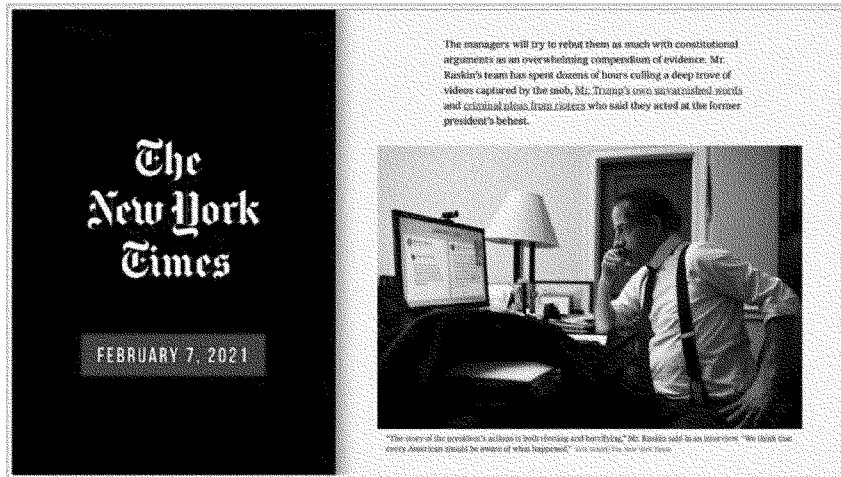 The
New York
Times
FEBRUARY 7, 2021
The managers will try to rebut them as much with constitutional
arguments as an overwhelming compendium of evidence. Mr.
Raskin's team has spent dozens of hours culling a deep trove of
videos captured by the mob, Mr. Trump's own unvarnished words
and criminal pleas from rioters who said they acted at the former
president's behest.
"The story of the president's actions is both riveting and horrifying," Mr. Raskin said in an interview. "We think that
every American should be aware of what happened."